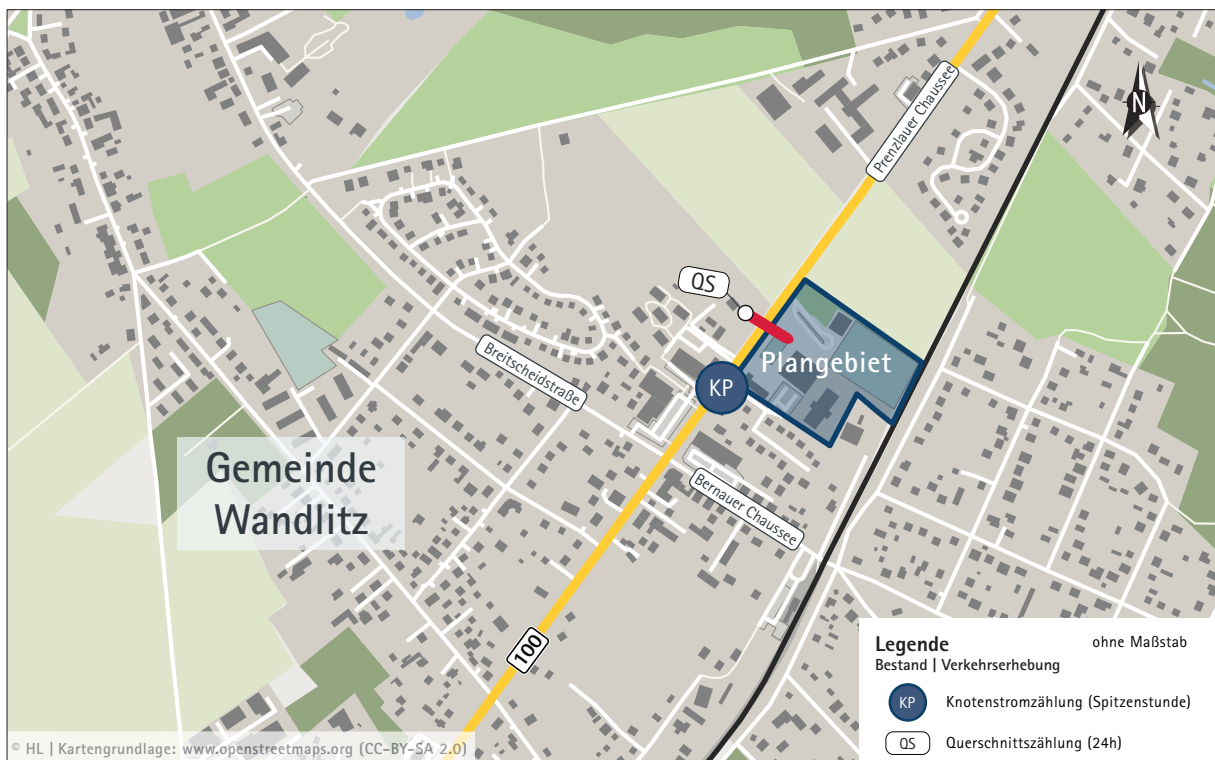 N
Prenzlauer Chaussee
QS
Plangebiet
Breitscheidstraße
KP
Gemeinde
Wandlitz
Bernauer Chaussee
100
Legende
ohne Maßstab
Bestand | Verkehrserhebung
KP Knotenstromzählung (Spitzenstunde)
QS Querschnittszählung (24h)
© HL | Kartengrundlage: www.openstreetmaps.org (CC-BY-SA 2.0)